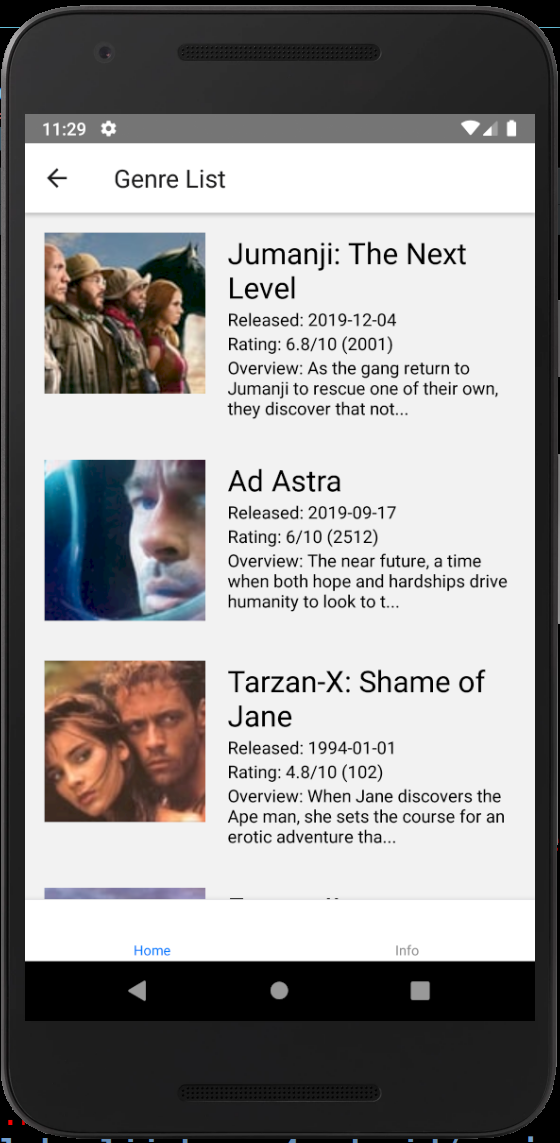 11:29
Genre List
Jumanji: The Next
Level
Released: 2019-12-04
Rating: 6.8/10 (2001)
Overview: As the gang return to
Jumanji to rescue one of their own,
they discover that not...
Ad Astra
Released: 2019-09-17
Rating: 6/10 (2512)
Overview: The near future, a time
when both hope and hardships drive
humanity to look to t...
Tarzan-X: Shame of
Jane
Released: 1994-01-01
Rating: 4.8/10 (102)
Overview: When Jane discovers the
Ape man, she sets the course for an
erotic adventure tha...
Home
Info